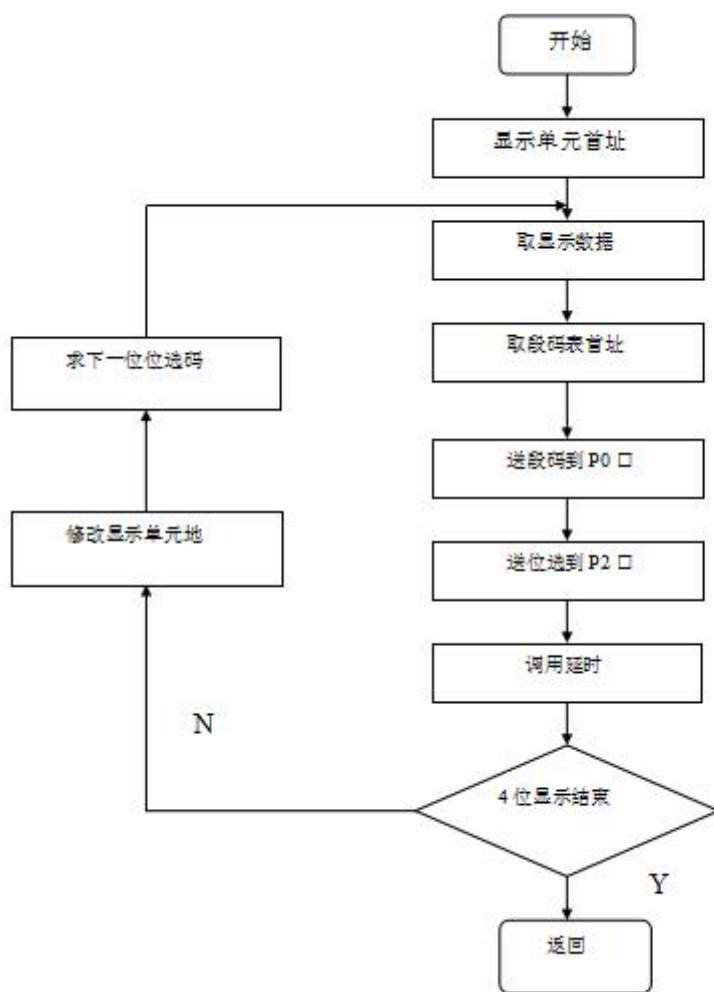 开始
显示单元首址
取显示数据
取段码表首址
送段码到 P0 口
送位选到 P2 口
调用延时
4 位显示结束
Y
返回
N
修改显示单元地
求下一位位选码